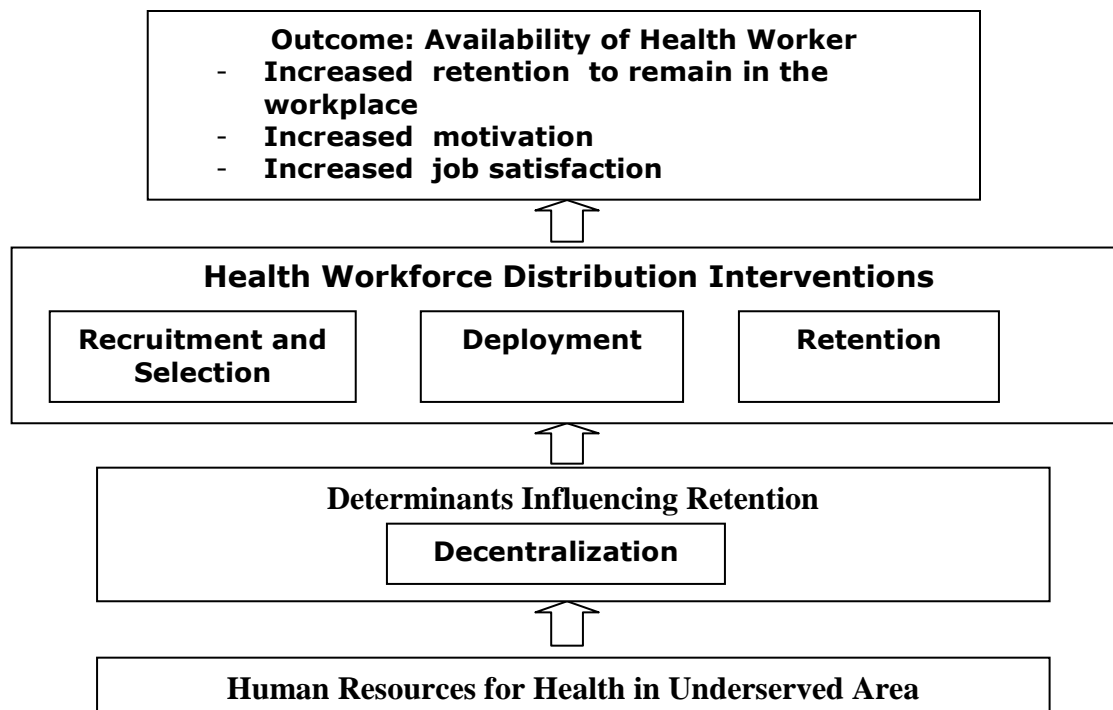 Outcome: Availability of Health Worker
- Increased retention to remain in the
workplace
- Increased motivation
- Increased job satisfaction
Health Workforce Distribution Interventions
Recruitment and
Selection
Deployment
Retention
Determinants Influencing Retention
Decentralization
Human Resources for Health in Underserved Area